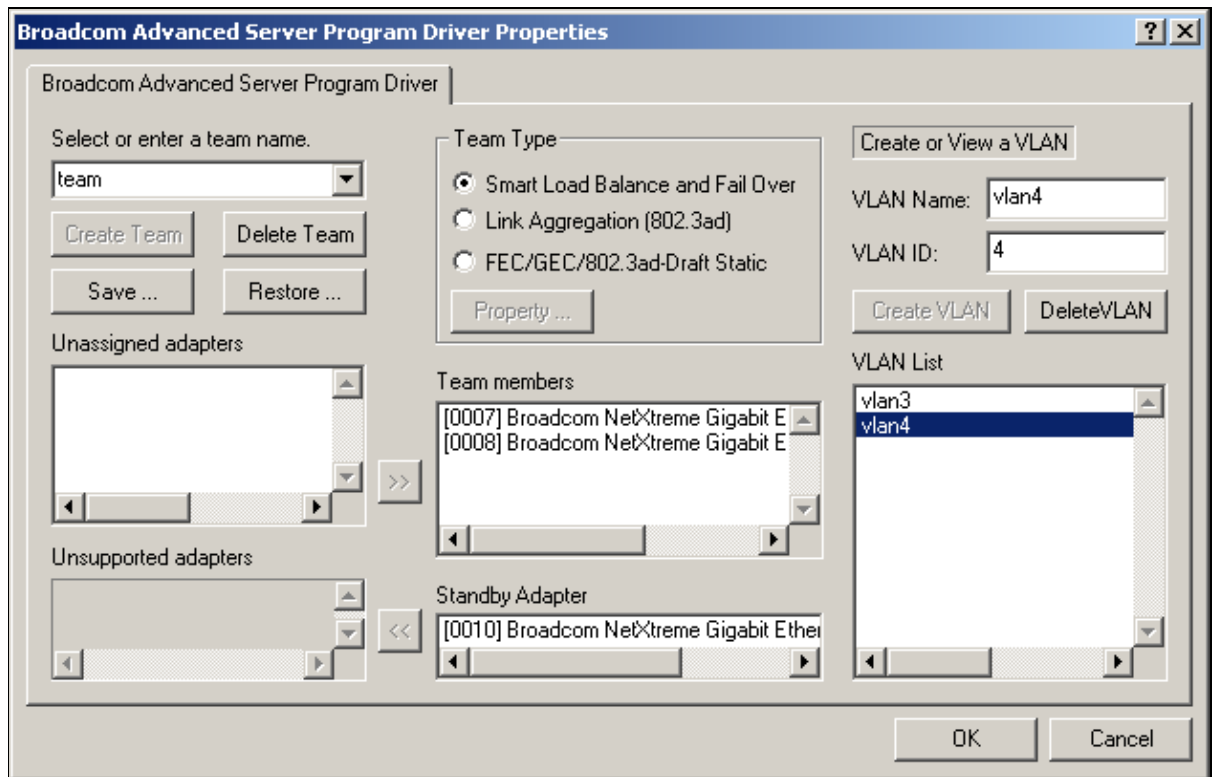 Broadcom Advanced Server Program Driver Properties
Broadcom Advanced Server Program Driver
Select or enter a team name.
team
Create Team
Delete Team
Save ...
Restore ...
Unassigned adapters
>>
Unsupported adapters
<<
Team Type
Smart Load Balance and Fail Over
Link Aggregation (802.3ad)
FEC/GEC/802.3ad-Draft Static
Property ...
Team members
[0007] Broadcom NetXtreme Gigabit E
[0008] Broadcom NetXtreme Gigabit E
Standby Adapter
[0010] Broadcom NetXtreme Gigabit Ether
Create or View a VLAN
VLAN Name: vlan4
VLAN ID: 4
Create VLAN
DeleteVLAN
VLAN List
vlan3
vlan4
OK
Cancel